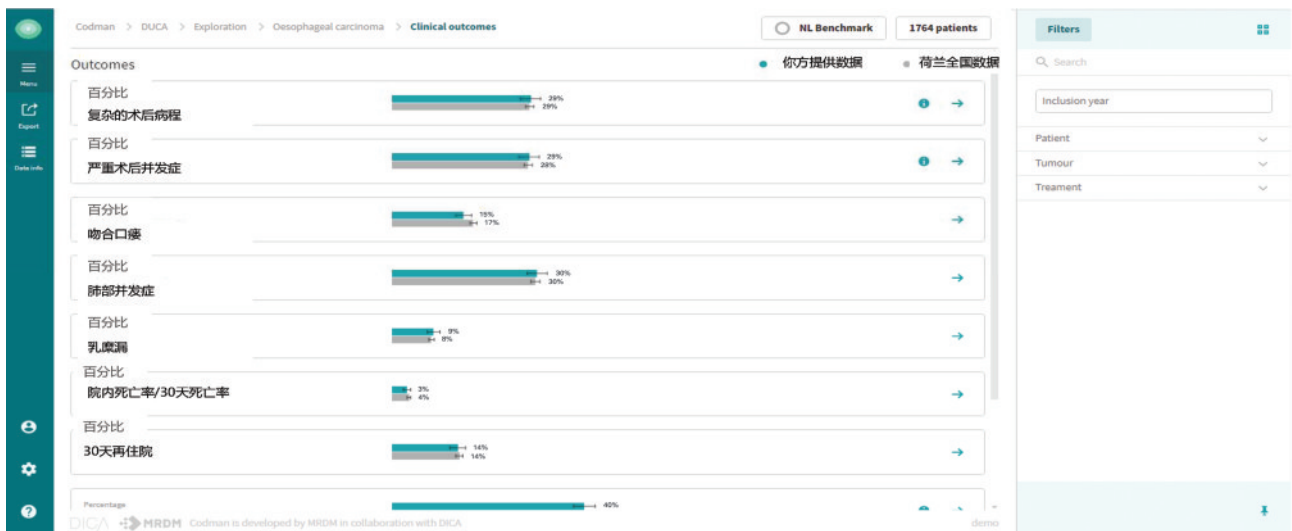 Codman > DUCA > Exploration > Oesophageal carcinoma > Clinical outcomes
NL Benchmark
1764 patients
Outcomes
你方提供数据
荷兰全国数据
百分比
复杂的术后病程
29%
29%
百分比
严重术后并发症
29%
28%
百分比
吻合口瘘
15%
17%
百分比
肺部并发症
30%
30%
百分比
乳糜漏
9%
8%
百分比
院内死亡率/30天死亡率
3%
4%
百分比
30天再住院
14%
14%
Percentage
40%
DICA
MRDM
Codman is developed by MRDM in collaboration with DICA
demo
Menu
Export
Data info
Filters
Search
Inclusion year
Patient
Tumour
Treament